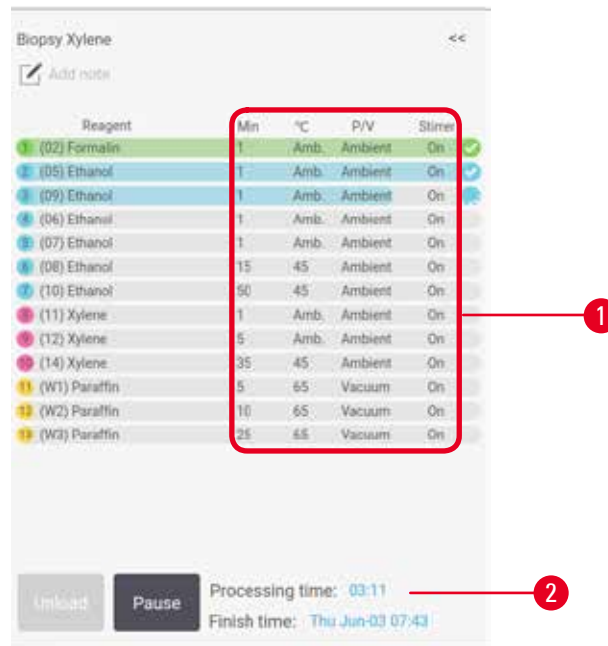 Biopsy Xylene <<
Add note
Reagent Min °C P/V Stirrer
1 (02) Formalin 1 Amb. Ambient On
2 (05) Ethanol 1 Amb. Ambient On
3 (09) Ethanol 1 Amb. Ambient On
4 (06) Ethanol 1 Amb. Ambient On
5 (07) Ethanol 1 Amb. Ambient On
6 (08) Ethanol 15 45 Ambient On
7 (10) Ethanol 50 45 Ambient On
8 (11) Xylene 1 Amb. Ambient On
9 (12) Xylene 5 Amb. Ambient On
10 (14) Xylene 35 45 Ambient On
11 (W1) Paraffin 5 65 Vacuum On
12 (W2) Paraffin 10 65 Vacuum On
13 (W3) Paraffin 25 65 Vacuum On
1
Unload Pause Processing time: 03:11 2
Finish time: Thu Jun-03 07:43